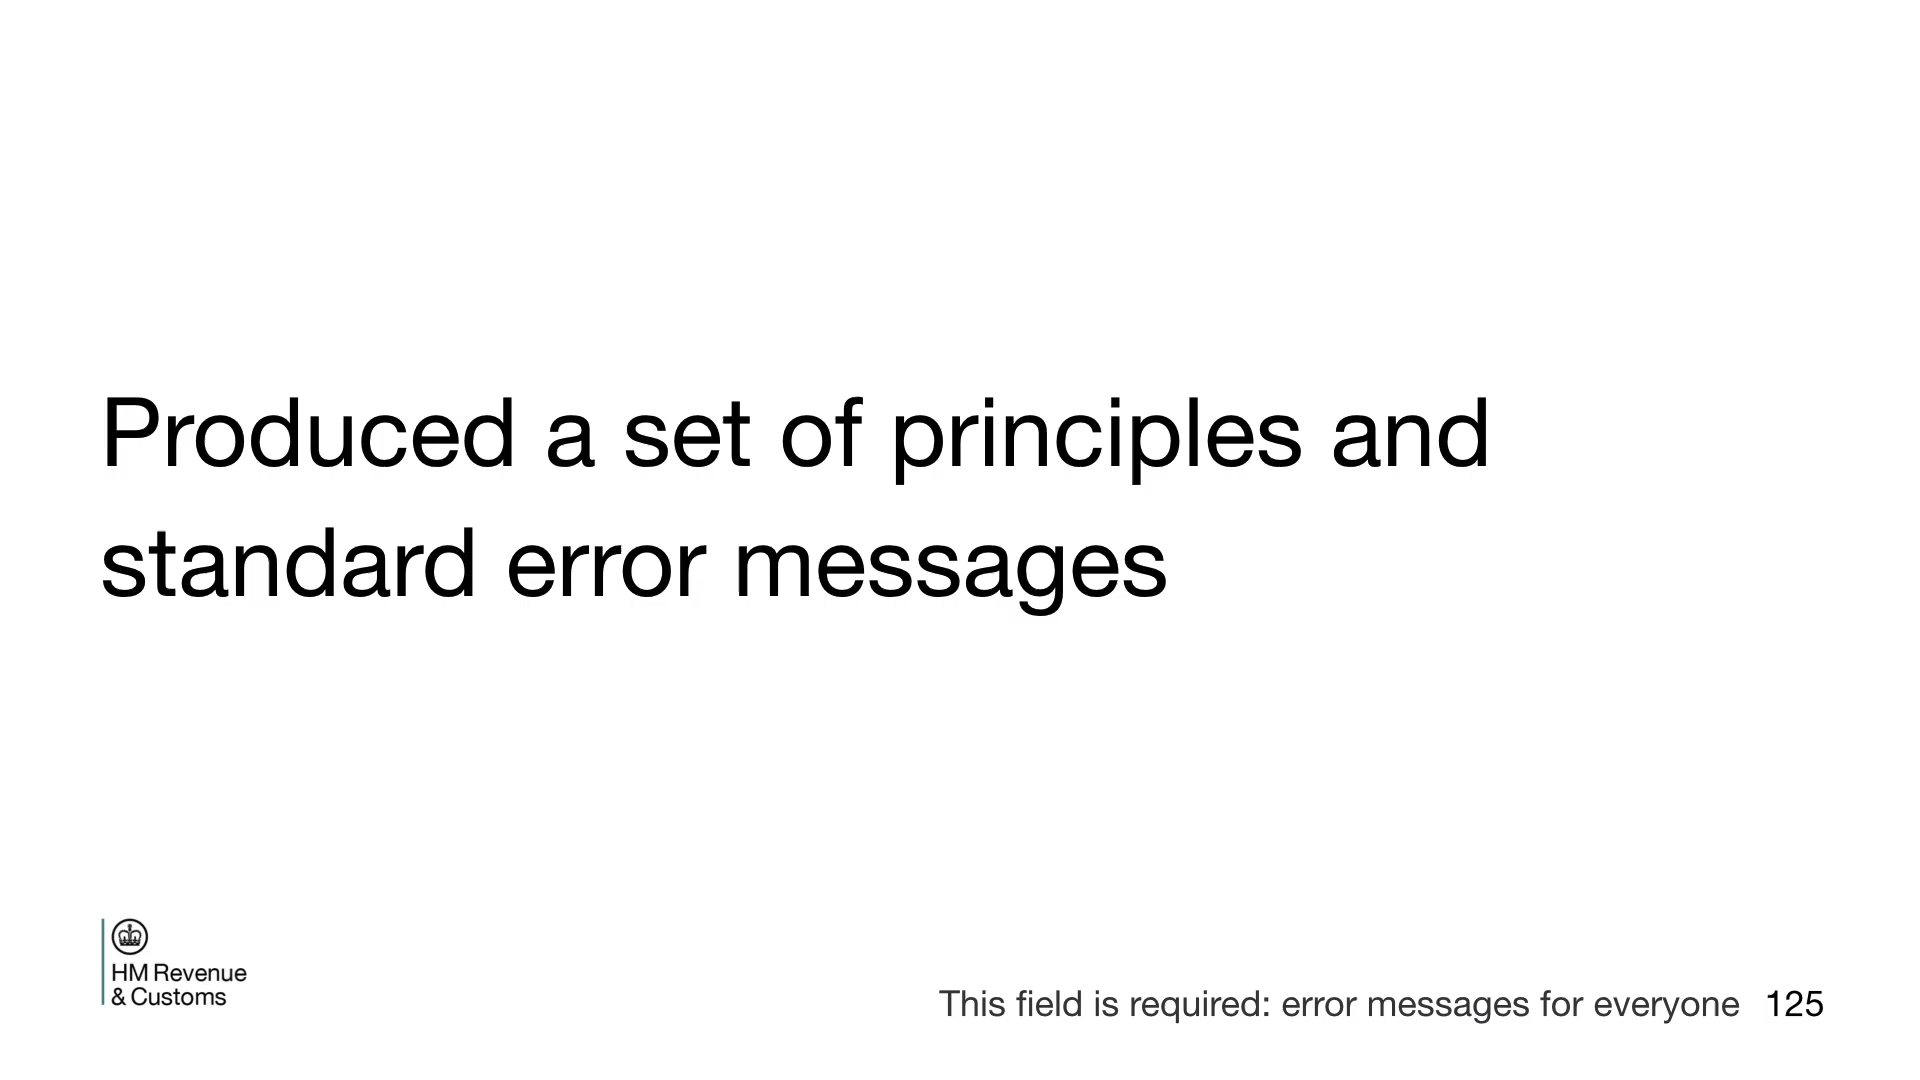 Produced a set of principles and
standard error messages
HM Revenue
& Customs
This field is required: error messages for everyone 125